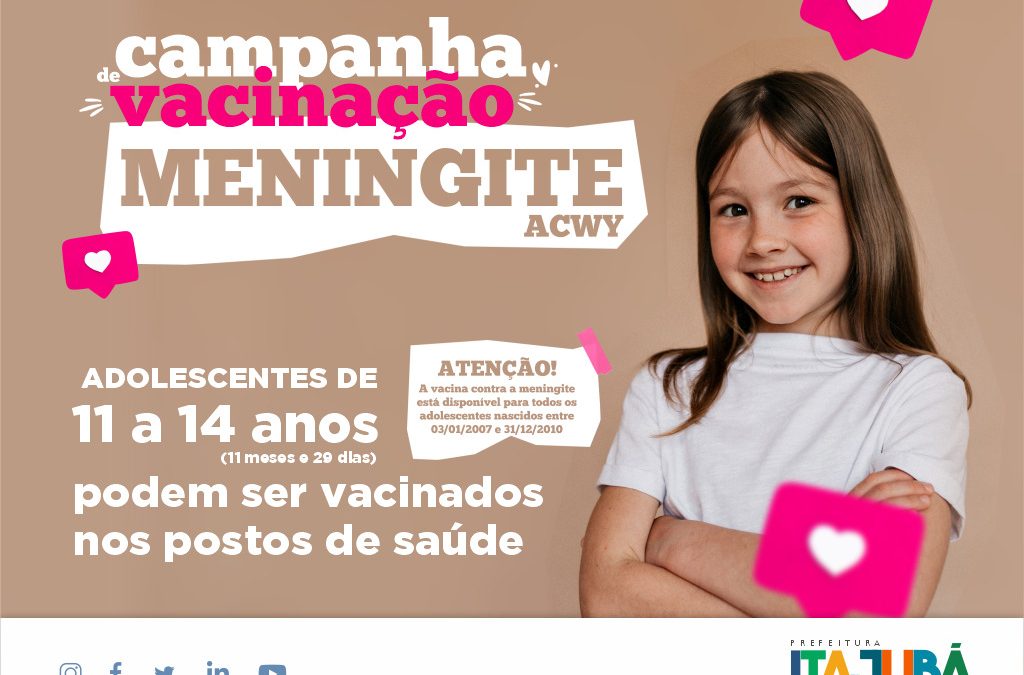 campanha
de vacinação
MENINGITE
ACWY
ADOLESCENTES DE
11 a 14 anos
(11 meses e 29 dias)
podem ser vacinados
nos postos de saúde
ATENÇÃO!
A vacina contra a meningite
está disponível para todos os
adolescentes nascidos entre
03/01/2007 e 31/12/2010
PREFEITURA
ITAJUBÁ